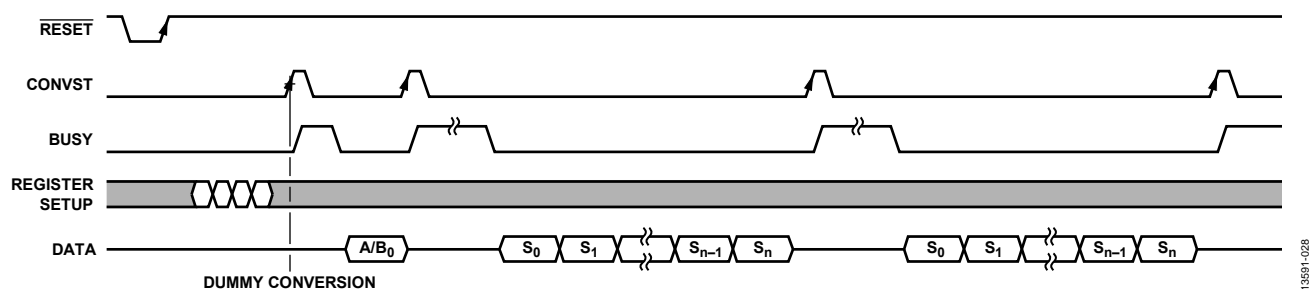 RESET
CONVST
BUSY
REGISTER
SETUP
DATA A/B0 S0 S1 Sn–1 Sn S0 S1 Sn–1 Sn
DUMMY CONVERSION
13591-028